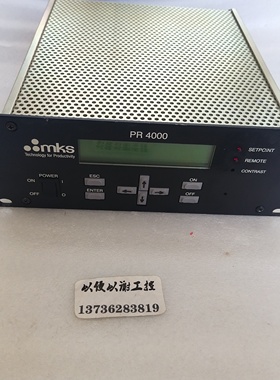 PR 4000
mks
Technology for Productivity
SETPOINT
REMOTE
CONTRAST
POWER
ESC
ON
ON
I
ENTER
OFF
OFF
O
以便以谢工控
13736283819